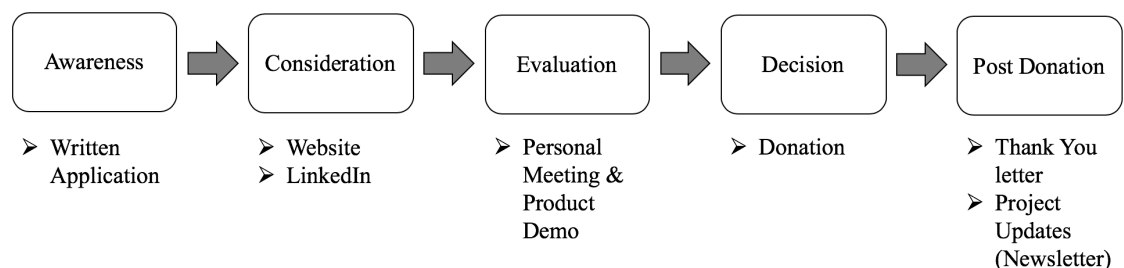 Awareness
Consideration
Evaluation
Decision
Post Donation
➢ Written
Application
➢ Website
➢ LinkedIn
➢ Personal
Meeting &
Product
Demo
➢ Donation
➢ Thank You
letter
➢ Project
Updates
(Newsletter)